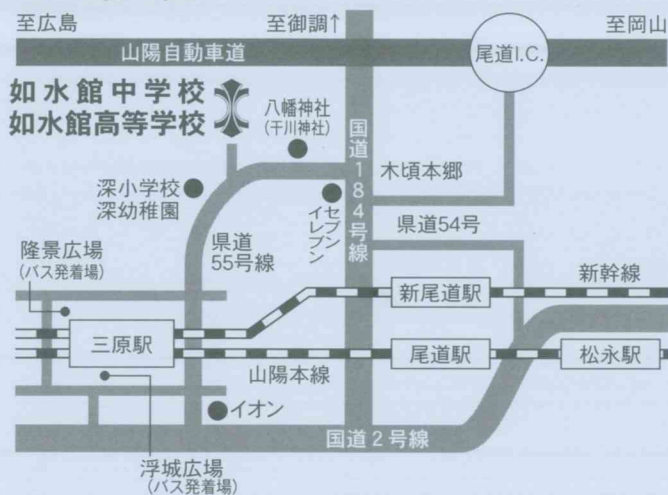 至広島
至御調↑
至岡山
山陽自動車道
尾道I.C.
如水館中学校
如水館高等学校
八幡神社
(干川神社)
国道184号線
木頃本郷
深小学校
深幼稚園
セブン
イレブン
県道
55号線
県道54号
隆景広場
(バス発着場)
新尾道駅
新幹線
三原駅
尾道駅
松永駅
山陽本線
イオン
国道2号線
浮城広場
(バス発着場)